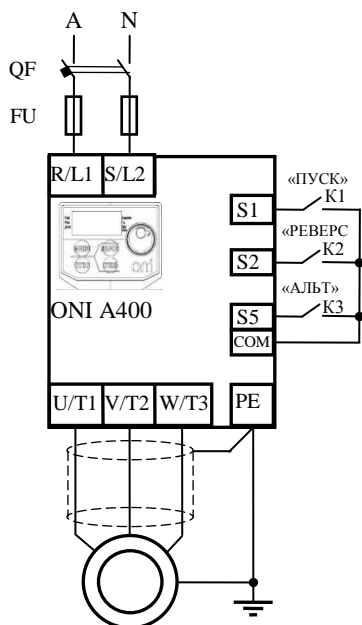 A N
QF
FU
R/L1 S/L2
«ПУСК»
S1 K1
«РЕВЕРС
S2 K2
oni
«АЛЬТ»
ONI A400
S5 K3
COM
U/T1 V/T2 W/T3 PE